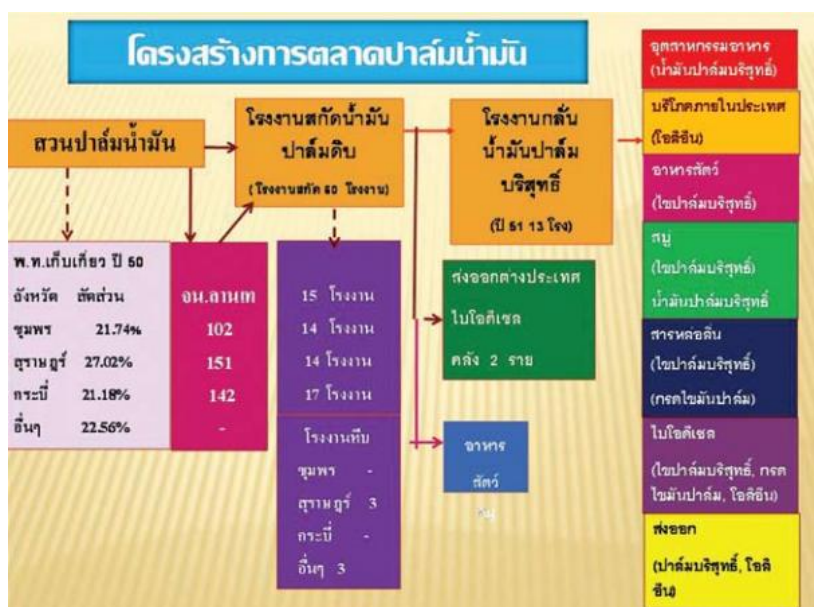 โครงสร้างการตลาดปาล์มน้ำมัน
สวนปาล์มน้ำมัน
โรงงานสกัดน้ำมัน
ปาล์มดิบ
(โรงงานสกัด 60 โรงงาน)
โรงงานกลั่น
น้ำมันปาล์ม
บริสุทธิ์
(ปี 51 13 โรง)
พ.ท.เก็บเกี่ยว ปี 50
จังหวัด สัดส่วน
ชุมพร 21.74%
สุราษฎร์ 27.02%
กระบี่ 21.18%
อื่นๆ 22.56%
จน.ลานเท
102
151
142
-
15 โรงงาน
14 โรงงาน
14 โรงงาน
17 โรงงาน
โรงงานหีบ
ชุมพร -
สุราษฎร์ 3
กระบี่ -
อื่นๆ 3
ส่งออกต่างประเทศ
ไบโอดีเซล
คลัง 2 ราย
อาหาร
สัตว์
อุตสาหกรรมอาหาร
(น้ำมันปาล์มบริสุทธิ์)
บริโภคภายในประเทศ
(โอลิอีน)
อาหารสัตว์
(ไขปาล์มบริสุทธิ์)
สบู่
(ไขปาล์มบริสุทธิ์)
น้ำมันปาล์มบริสุทธิ์
สารหล่อลื่น
(ไขปาล์มบริสุทธิ์)
(กรดไขมันปาล์ม)
ไบโอดีเซล
(ไขปาล์มบริสุทธิ์, กรด
ไขมันปาล์ม, โอลิอีน)
ส่งออก
(ปาล์มบริสุทธิ์, โอลิ
อีน)